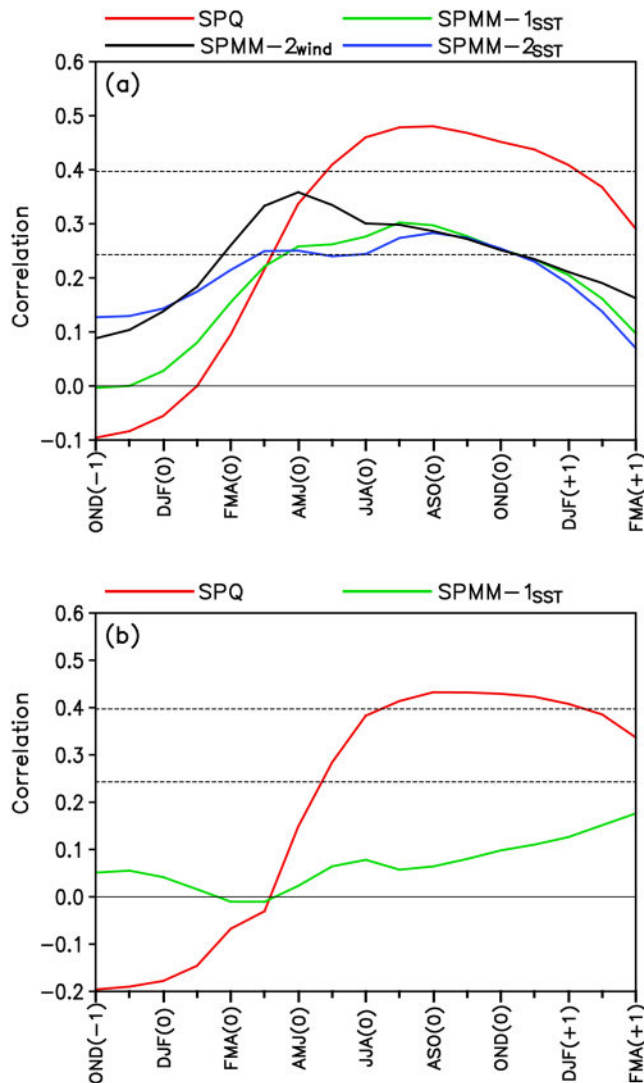 SPQ SPMM-1SST
SPMM-2wind SPMM-2SST
(a)
0.6
0.5
0.4
0.3
0.2
0.1
0.0
-0.1
Correlation
OND(-1) DJF(0) FMA(0) AMJ(0) JJA(0) ASO(0) OND(0) DJF(+1) FMA(+1)
SPQ SPMM-1SST
(b)
0.6
0.5
0.4
0.3
0.2
0.1
0.0
-0.1
-0.2
Correlation
OND(-1) DJF(0) FMA(0) AMJ(0) JJA(0) ASO(0) OND(0) DJF(+1) FMA(+1)